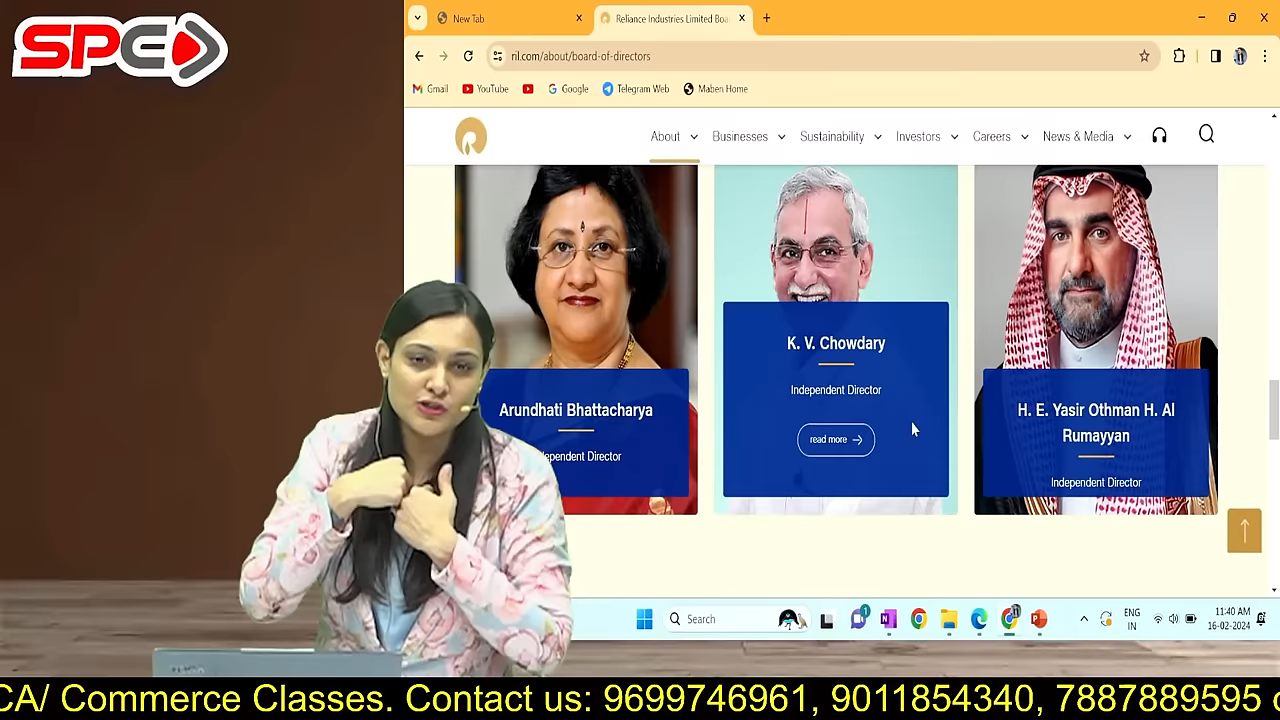 SPC
New Tab
Reliance Industries Limited Boa
ril.com/about/board-of-directors
Gmail YouTube Google Telegram Web Maben Home
About Businesses Sustainability Investors Careers News & Media
Arundhati Bhattacharya
ependent Director
K. V. Chowdary
Independent Director
read more →
H. E. Yasir Othman H. Al
Rumayyan
Independent Director
Search
1
ENG
IN
11:40 AM
16-02-2024
CA/ Commerce Classes. Contact us: 9699746961, 9011854340, 7887889595